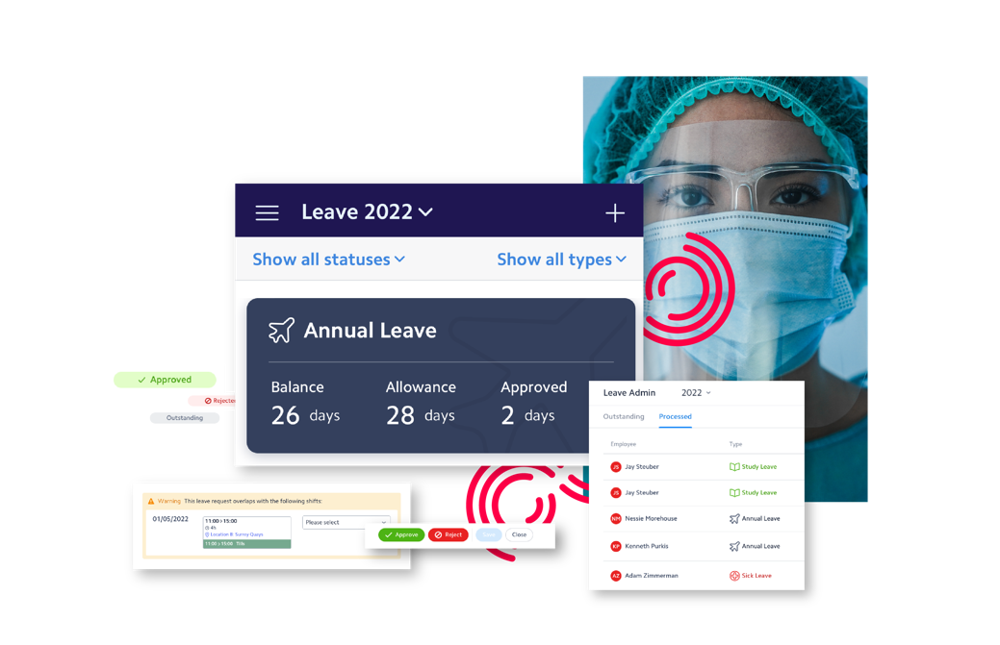 Leave 2022
Show all statuses
Show all types
Annual Leave
Balance
Allowance
Approved
26 days
28 days
2 days
Approved
Rejected
Outstanding
Leave Admin
2022
Outstanding
Processed
Employee
Type
JS Jay Steuber
Study Leave
JS Jay Steuber
Study Leave
NM Nessie Morehouse
Annual Leave
KP Kenneth Purkis
Annual Leave
AZ Adam Zimmerman
Sick Leave
Warning This leave request overlaps with the following shifts:
01/05/2022
11:00 > 15:00
4h
Location B: Surrey Quays
11:00 > 15:00 Title
Please select
Approve
Reject
Save
Close